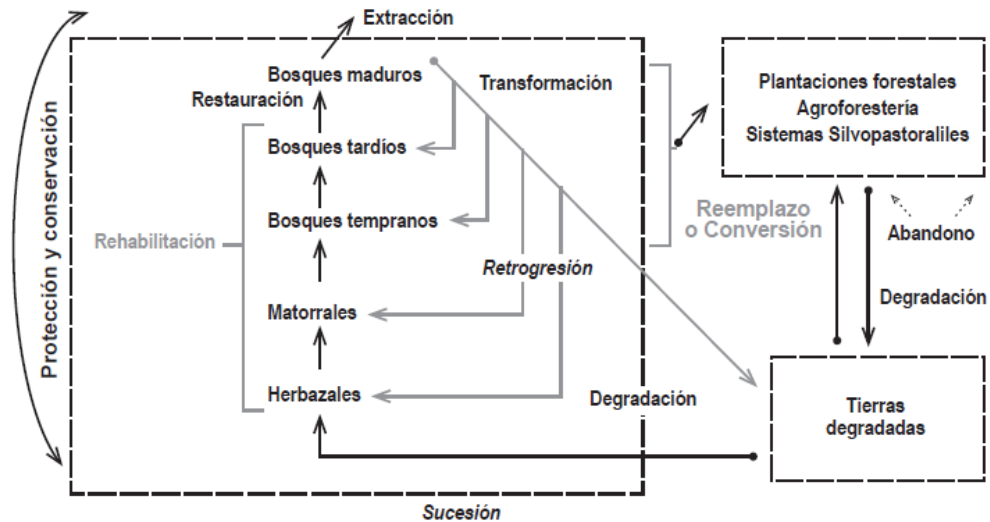 Extracción
Bosques maduros
Restauración
Transformación
Bosques tardíos
Bosques tempranos
Rehabilitación
Retrogresión
Matorrales
Herbazales
Degradación
Sucesión
Protección y conservación
Plantaciones forestales
Agroforestería
Sistemas Silvopastoraliles
Reemplazo
o Conversión
Abandono
Degradación
Tierras
degradadas